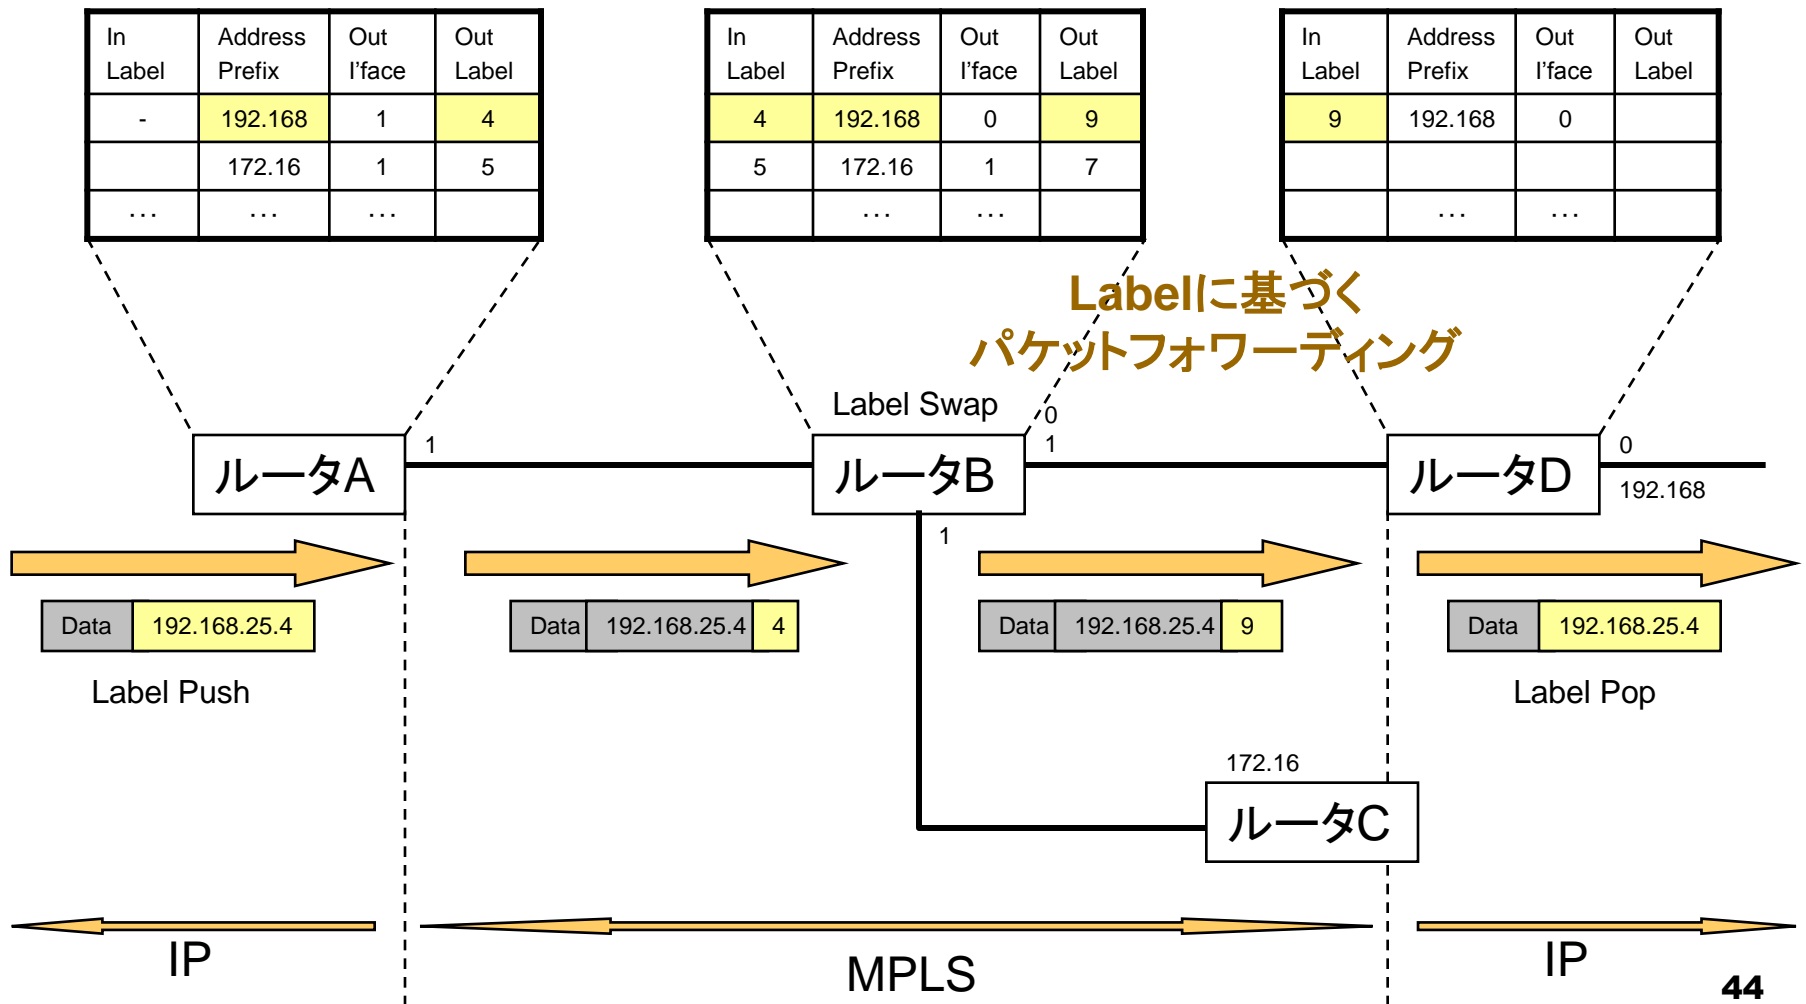 In Label Address Prefix Out I'face Out Label
- 192.168 1 4
172.16 1 5
... ... ...
In Label Address Prefix Out I'face Out Label
4 192.168 0 9
5 172.16 1 7
... ...
In Label Address Prefix Out I'face Out Label
9 192.168 0
... ...
Labelに基づく
パケットフォワーディング
Label Swap
0
1
1
0
ルータA
ルータB
ルータD
192.168
1
Data 192.168.25.4
Data 192.168.25.4 4
Data 192.168.25.4 9
Data 192.168.25.4
Label Push
Label Pop
172.16
ルータC
IP
MPLS
IP
44